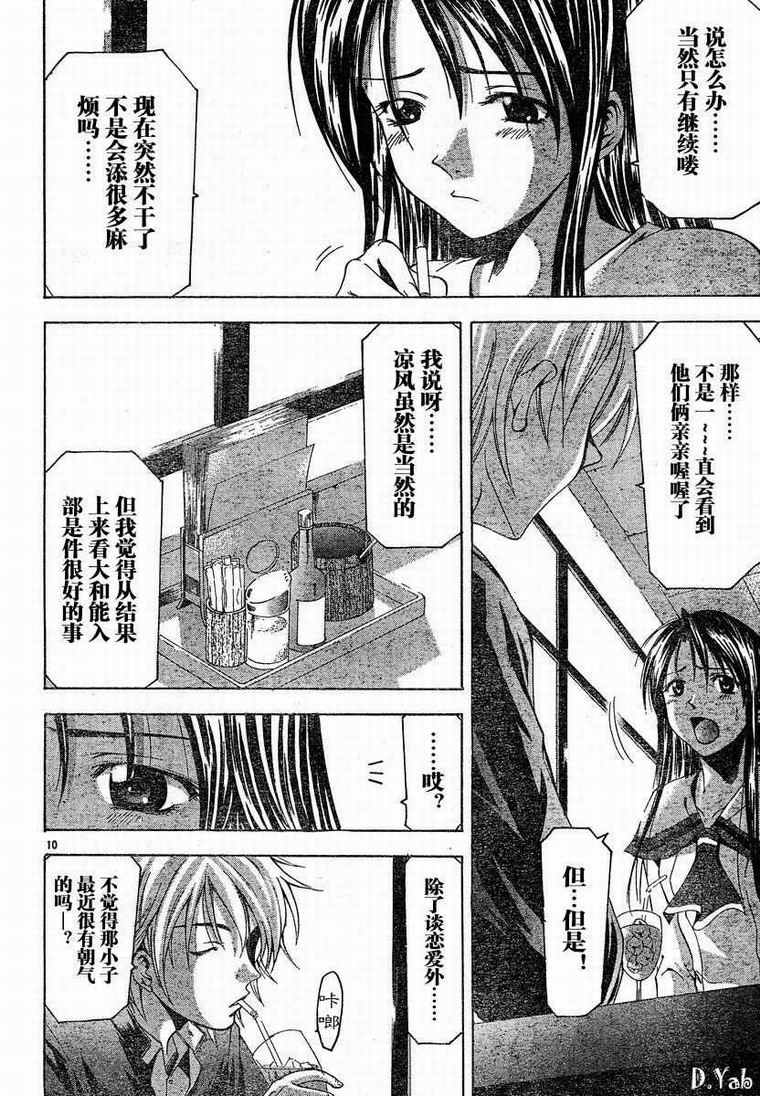 说怎么办……
当然只有继续喽
现在突然不干了
不是会添很多麻
烦吗……
那样……
不是一~~~直会看到
他们俩亲亲喔喔了
但…但是！
我说呀……
凉风虽然是当然的
但我觉得从结果
上来看大和能入
部是件很好的事
……哎？
除了谈恋爱外……
咔
啷
不觉得那小子
最近很有朝气
的吗—？
10
D.Yab